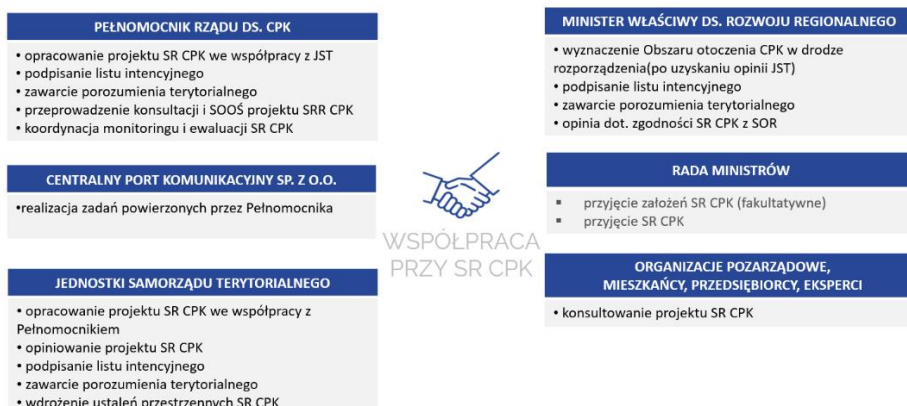 PEŁNOMOCNIK RZĄDU DS. CPK
• opracowanie projektu SR CPK we współpracy z JST
• podpisanie listu intencyjnego
• zawarcie porozumienia terytorialnego
• przeprowadzenie konsultacji i SOOŚ projektu SRR CPK
• koordynacja monitoringu i ewaluacji SR CPK
CENTRALNY PORT KOMUNIKACYJNY SP. Z O.O.
•realizacja zadań powierzonych przez Pełnomocnika
JEDNOSTKI SAMORZĄDU TERYTORIALNEGO
• opracowanie projektu SR CPK we współpracy z
Pełnomocnikiem
• opiniowanie projektu SR CPK
• podpisanie listu intencyjnego
• zawarcie porozumienia terytorialnego
• wdrożenie ustaleń przestrzennych SR CPK
WSPÓŁPRACA
PRZY SR CPK
MINISTER WŁAŚCIWY DS. ROZWOJU REGIONALNEGO
• wyznaczenie Obszaru otoczenia CPK w drodze
rozporządzenia(po uzyskaniu opinii JST)
• podpisanie listu intencyjnego
• zawarcie porozumienia terytorialnego
• opinia dot. zgodności SR CPK z SOR
RADA MINISTRÓW
▪ przyjęcie założeń SR CPK (fakultatywne)
▪ przyjęcie SR CPK
ORGANIZACJE POZARZĄDOWE,
MIESZKAŃCY, PRZEDSIĘBIORCY, EKSPERCI
• konsultowanie projektu SR CPK